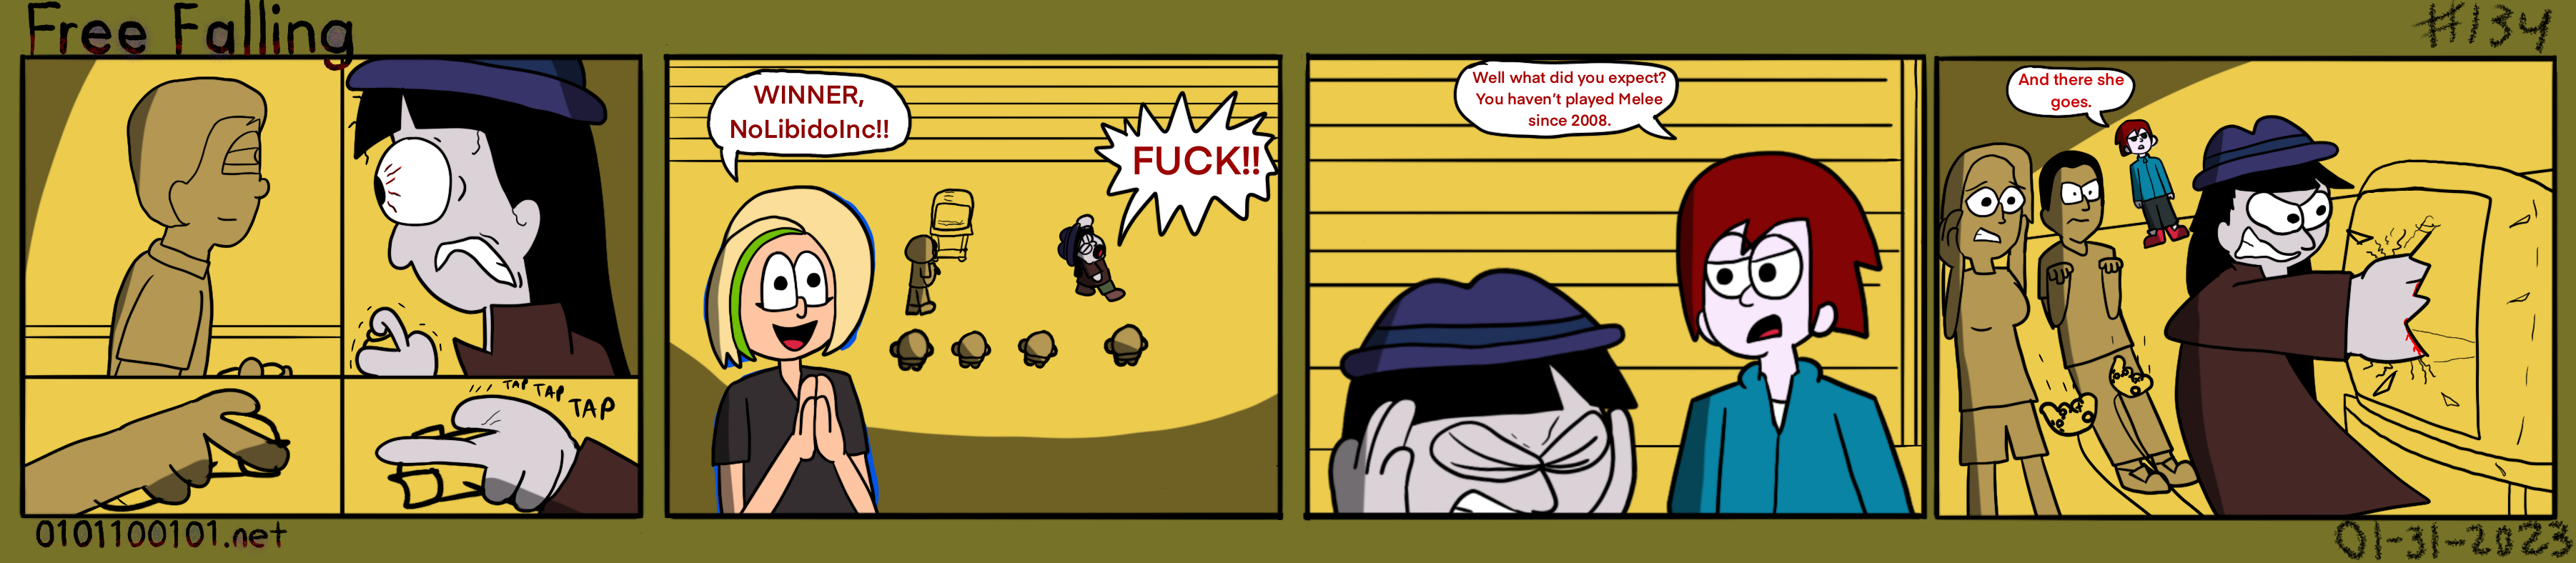 Free Falling
#134
TAP TAP TAP
WINNER,
NoLibidoInc!!
FUCK!!
Well what did you expect?
You haven't played Melee
since 2008.
And there she
goes.
0101100101.net
01-31-2023